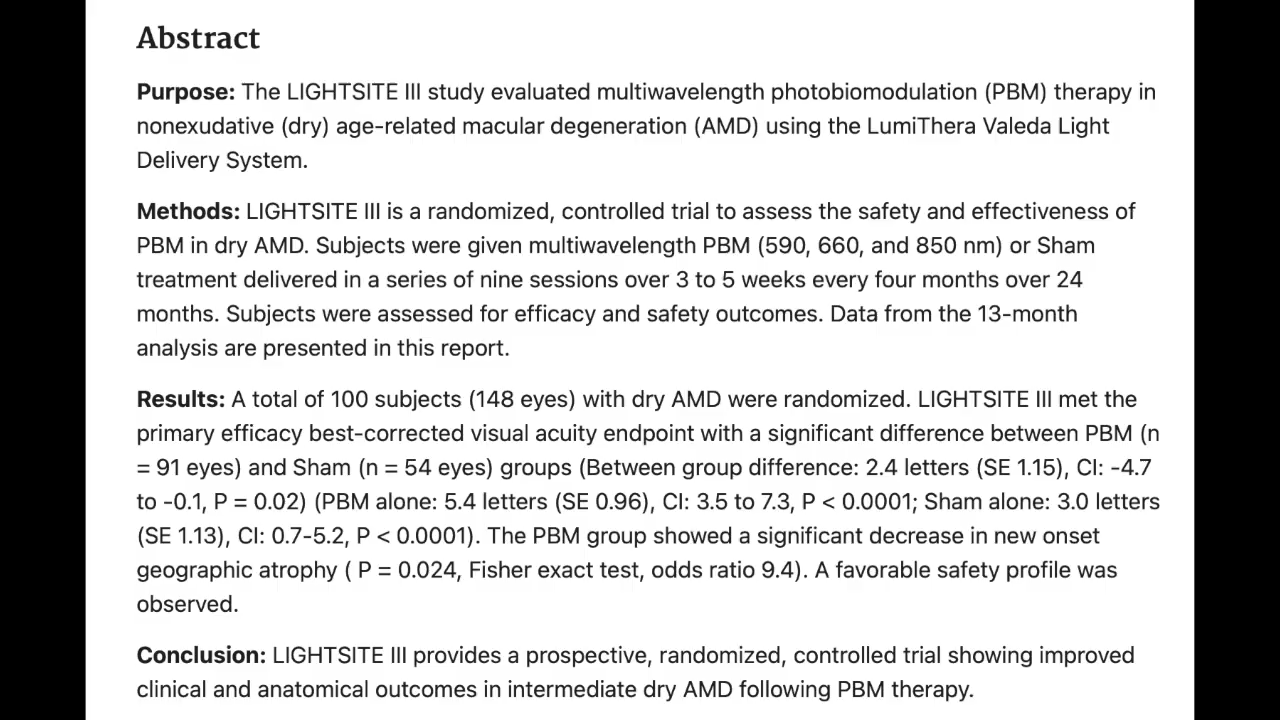 Abstract
Purpose: The LIGHTSITE III study evaluated multiwavelength photobiomodulation (PBM) therapy in
nonexudative (dry) age-related macular degeneration (AMD) using the LumiThera Valeda Light
Delivery System.
Methods: LIGHTSITE III is a randomized, controlled trial to assess the safety and effectiveness of
PBM in dry AMD. Subjects were given multiwavelength PBM (590, 660, and 850 nm) or Sham
treatment delivered in a series of nine sessions over 3 to 5 weeks every four months over 24
months. Subjects were assessed for efficacy and safety outcomes. Data from the 13-month
analysis are presented in this report.
Results: A total of 100 subjects (148 eyes) with dry AMD were randomized. LIGHTSITE III met the
primary efficacy best-corrected visual acuity endpoint with a significant difference between PBM (n
= 91 eyes) and Sham (n = 54 eyes) groups (Between group difference: 2.4 letters (SE 1.15), CI: -4.7
to -0.1, P = 0.02) (PBM alone: 5.4 letters (SE 0.96), CI: 3.5 to 7.3, P < 0.0001; Sham alone: 3.0 letters
(SE 1.13), CI: 0.7-5.2, P < 0.0001). The PBM group showed a significant decrease in new onset
geographic atrophy ( P = 0.024, Fisher exact test, odds ratio 9.4). A favorable safety profile was
observed.
Conclusion: LIGHTSITE III provides a prospective, randomized, controlled trial showing improved
clinical and anatomical outcomes in intermediate dry AMD following PBM therapy.